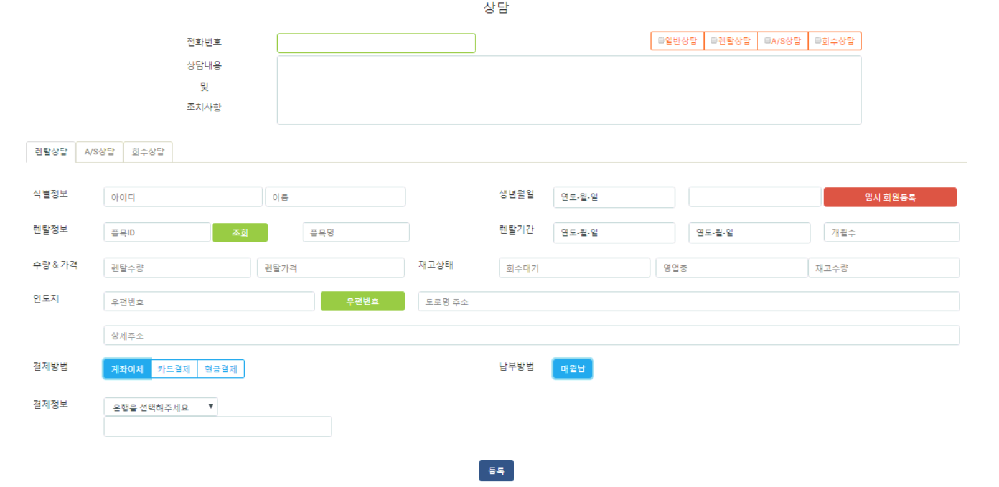 상담
전화번호
일반상담 렌탈상담 A/S상담 회수상담
상담내용
및
조치사항
렌탈상담 A/S상담 회수상담
식별정보 아이디 이름 생년월일 연도-월-일 임시 회원등록
렌탈정보 품목ID 조회 품목명 렌탈기간 연도-월-일 연도-월-일 개월수
수량 & 가격 렌탈수량 렌탈가격 재고상태 회수대기 영업중 재고수량
인도지 우편번호 우편번호 도로명 주소
상세주소
결제방법 계좌이체 카드결제 현금결제 납부방법 매월납
결제정보 은행을 선택해주세요
등록